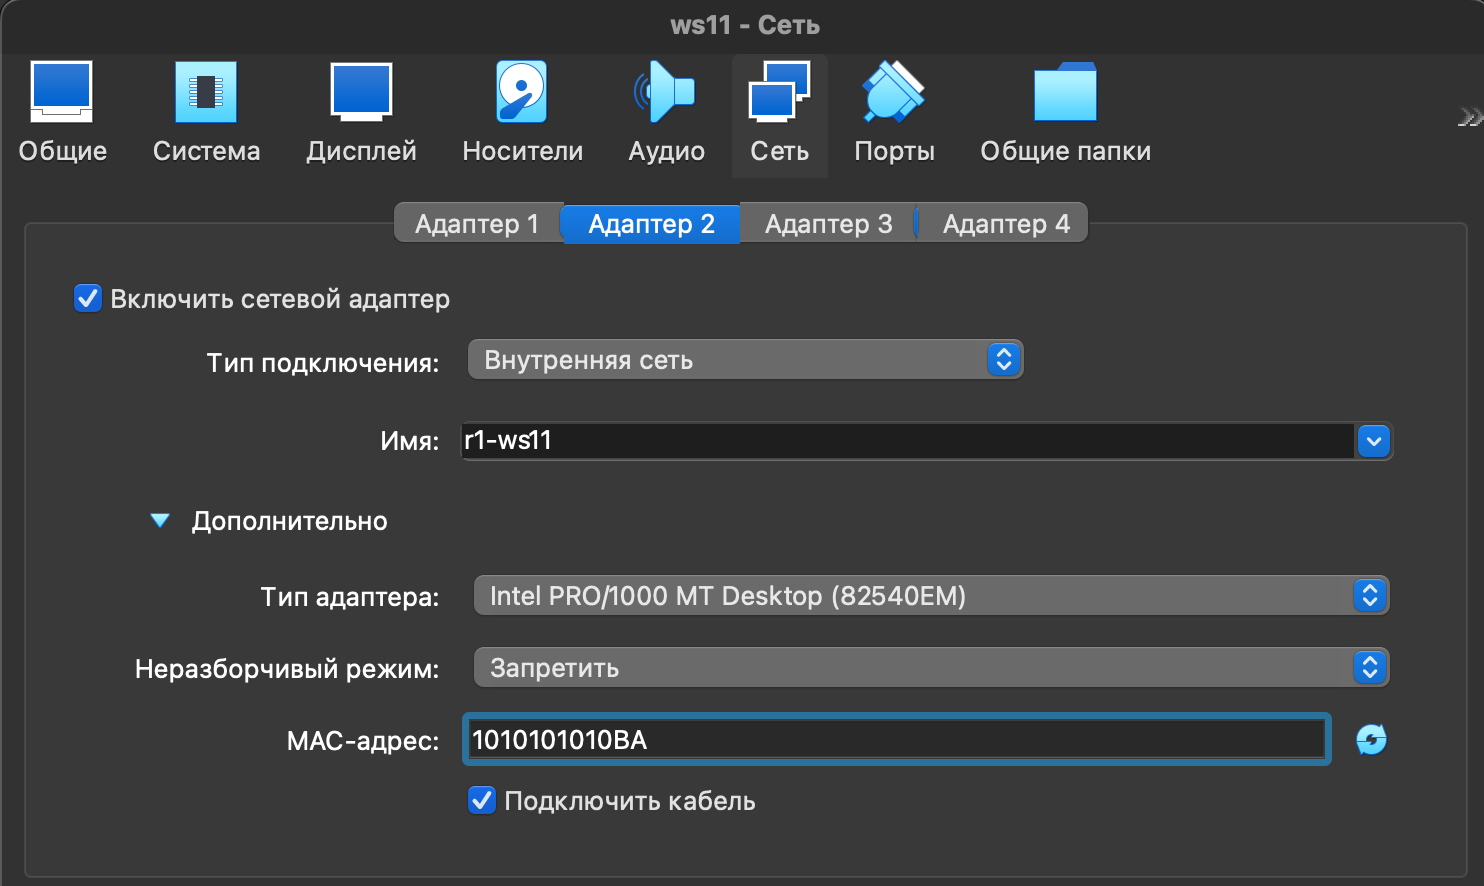 ws11 - Сеть
Общие
Система
Дисплей
Носители
Аудио
Сеть
Порты
Общие папки
Адаптер 1
Адаптер 2
Адаптер 3
Адаптер 4
Включить сетевой адаптер
Тип подключения: Внутренняя сеть
Имя: r1-ws11
Дополнительно
Тип адаптера: Intel PRO/1000 MT Desktop (82540EM)
Неразборчивый режим: Запретить
MAC-адрес: 1010101010BA
Подключить кабель